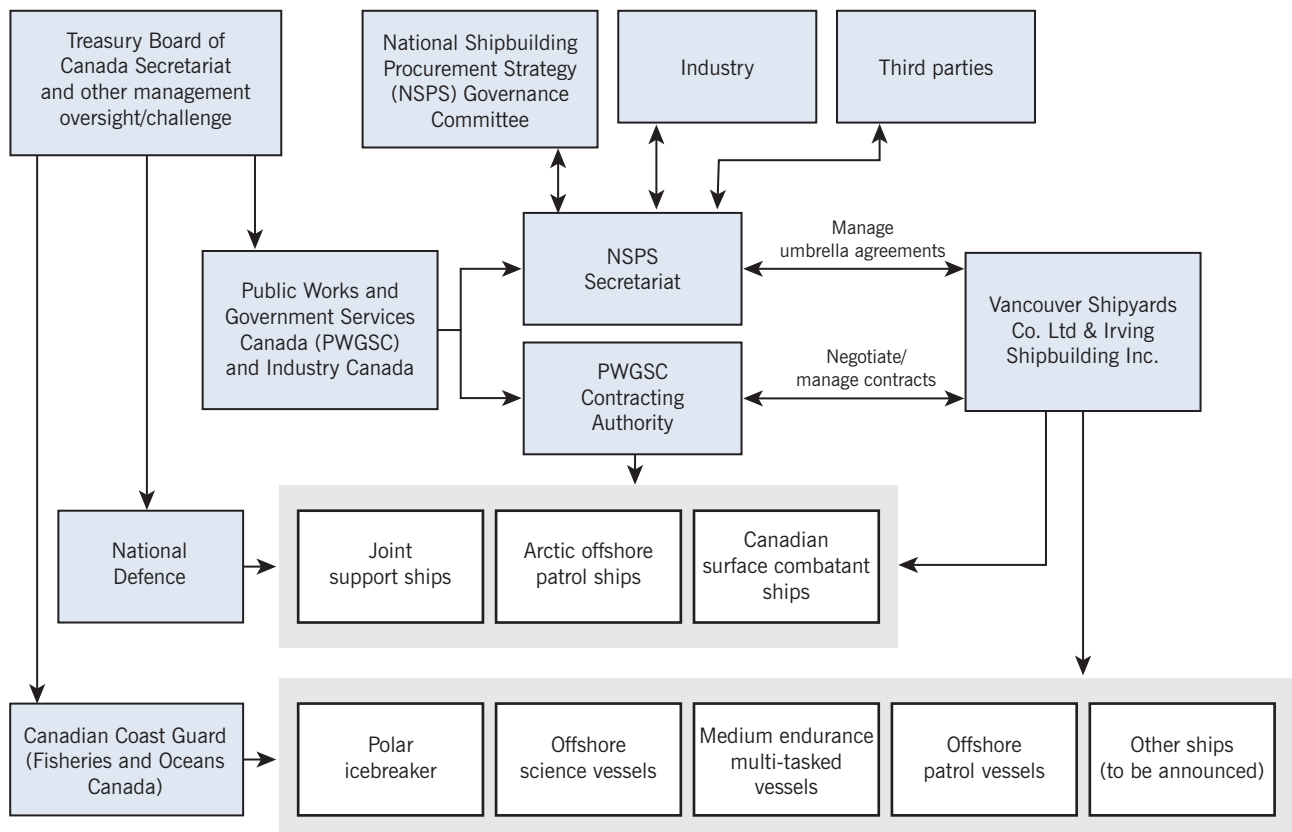 Treasury Board of
Canada Secretariat
and other management
oversight/challenge
National Shipbuilding
Procurement Strategy
(NSPS) Governance
Committee
Industry
Third parties
Public Works and
Government Services
Canada (PWGSC)
and Industry Canada
NSPS
Secretariat
Manage
umbrella agreements
Vancouver Shipyards
Co. Ltd & Irving
Shipbuilding Inc.
PWGSC
Contracting
Authority
Negotiate/
manage contracts
National
Defence
Joint
support ships
Arctic offshore
patrol ships
Canadian
surface combatant
ships
Canadian Coast Guard
(Fisheries and Oceans
Canada)
Polar
icebreaker
Offshore
science vessels
Medium endurance
multi-tasked
vessels
Offshore
patrol vessels
Other ships
(to be announced)